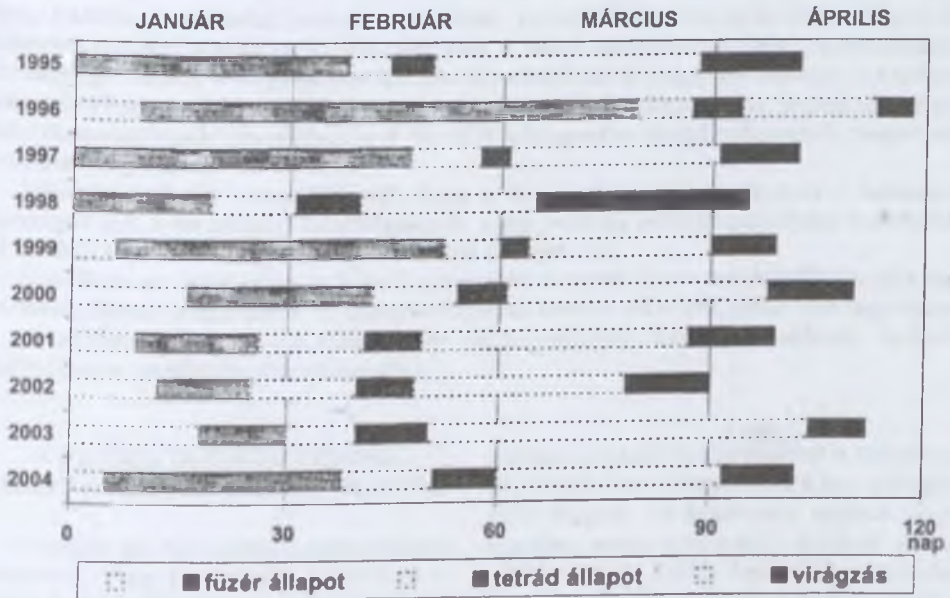 JANUÁR FEBRUÁR MÁRCIUS ÁPRILIS
1995
1996
1997
1998
1999
2000
2001
2002
2003
2004
0 30 60 90 120
nap
füzér állapot tetrád állapot virágzás